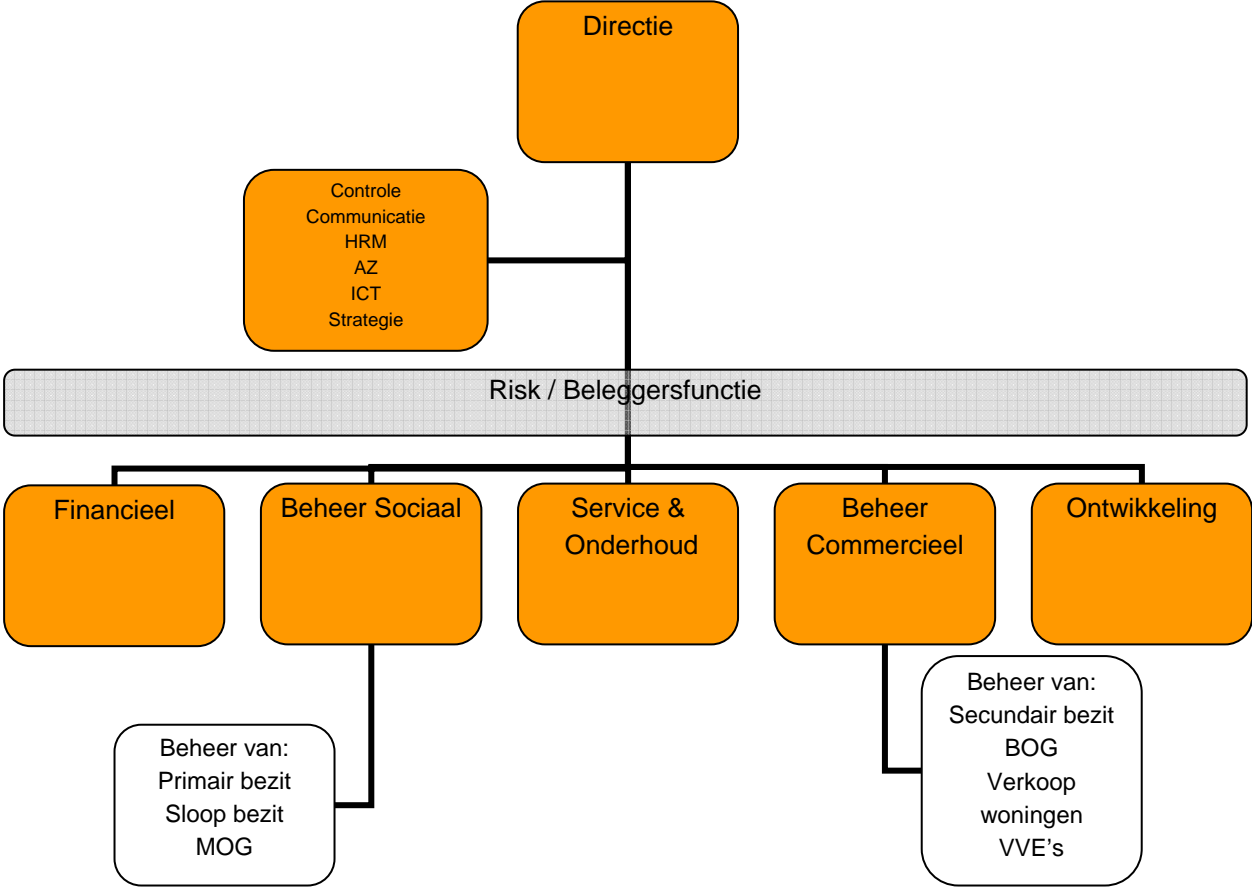 Directie
Controle
Communicatie
HRM
AZ
ICT
Strategie
Risk / Beleggersfunctie
Financieel
Beheer Sociaal
Service &
Onderhoud
Beheer
Commercieel
Ontwikkeling
Beheer van:
Primair bezit
Sloop bezit
MOG
Beheer van:
Secundair bezit
BOG
Verkoop
woningen
VVE's